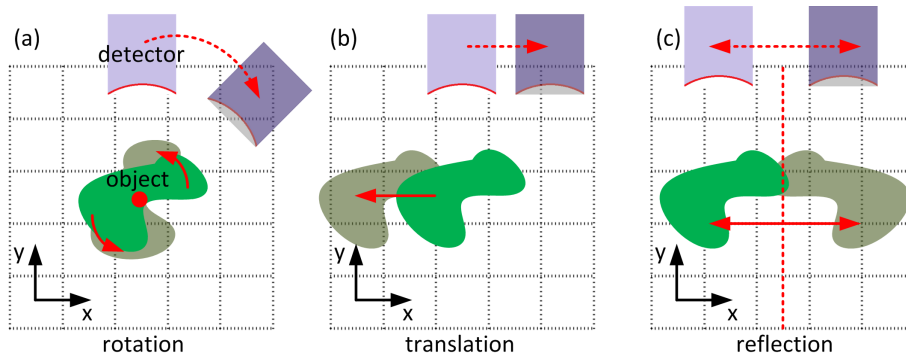 (a)
detector
object
y
x
rotation
(b)
y
x
translation
(c)
y
x
reflection